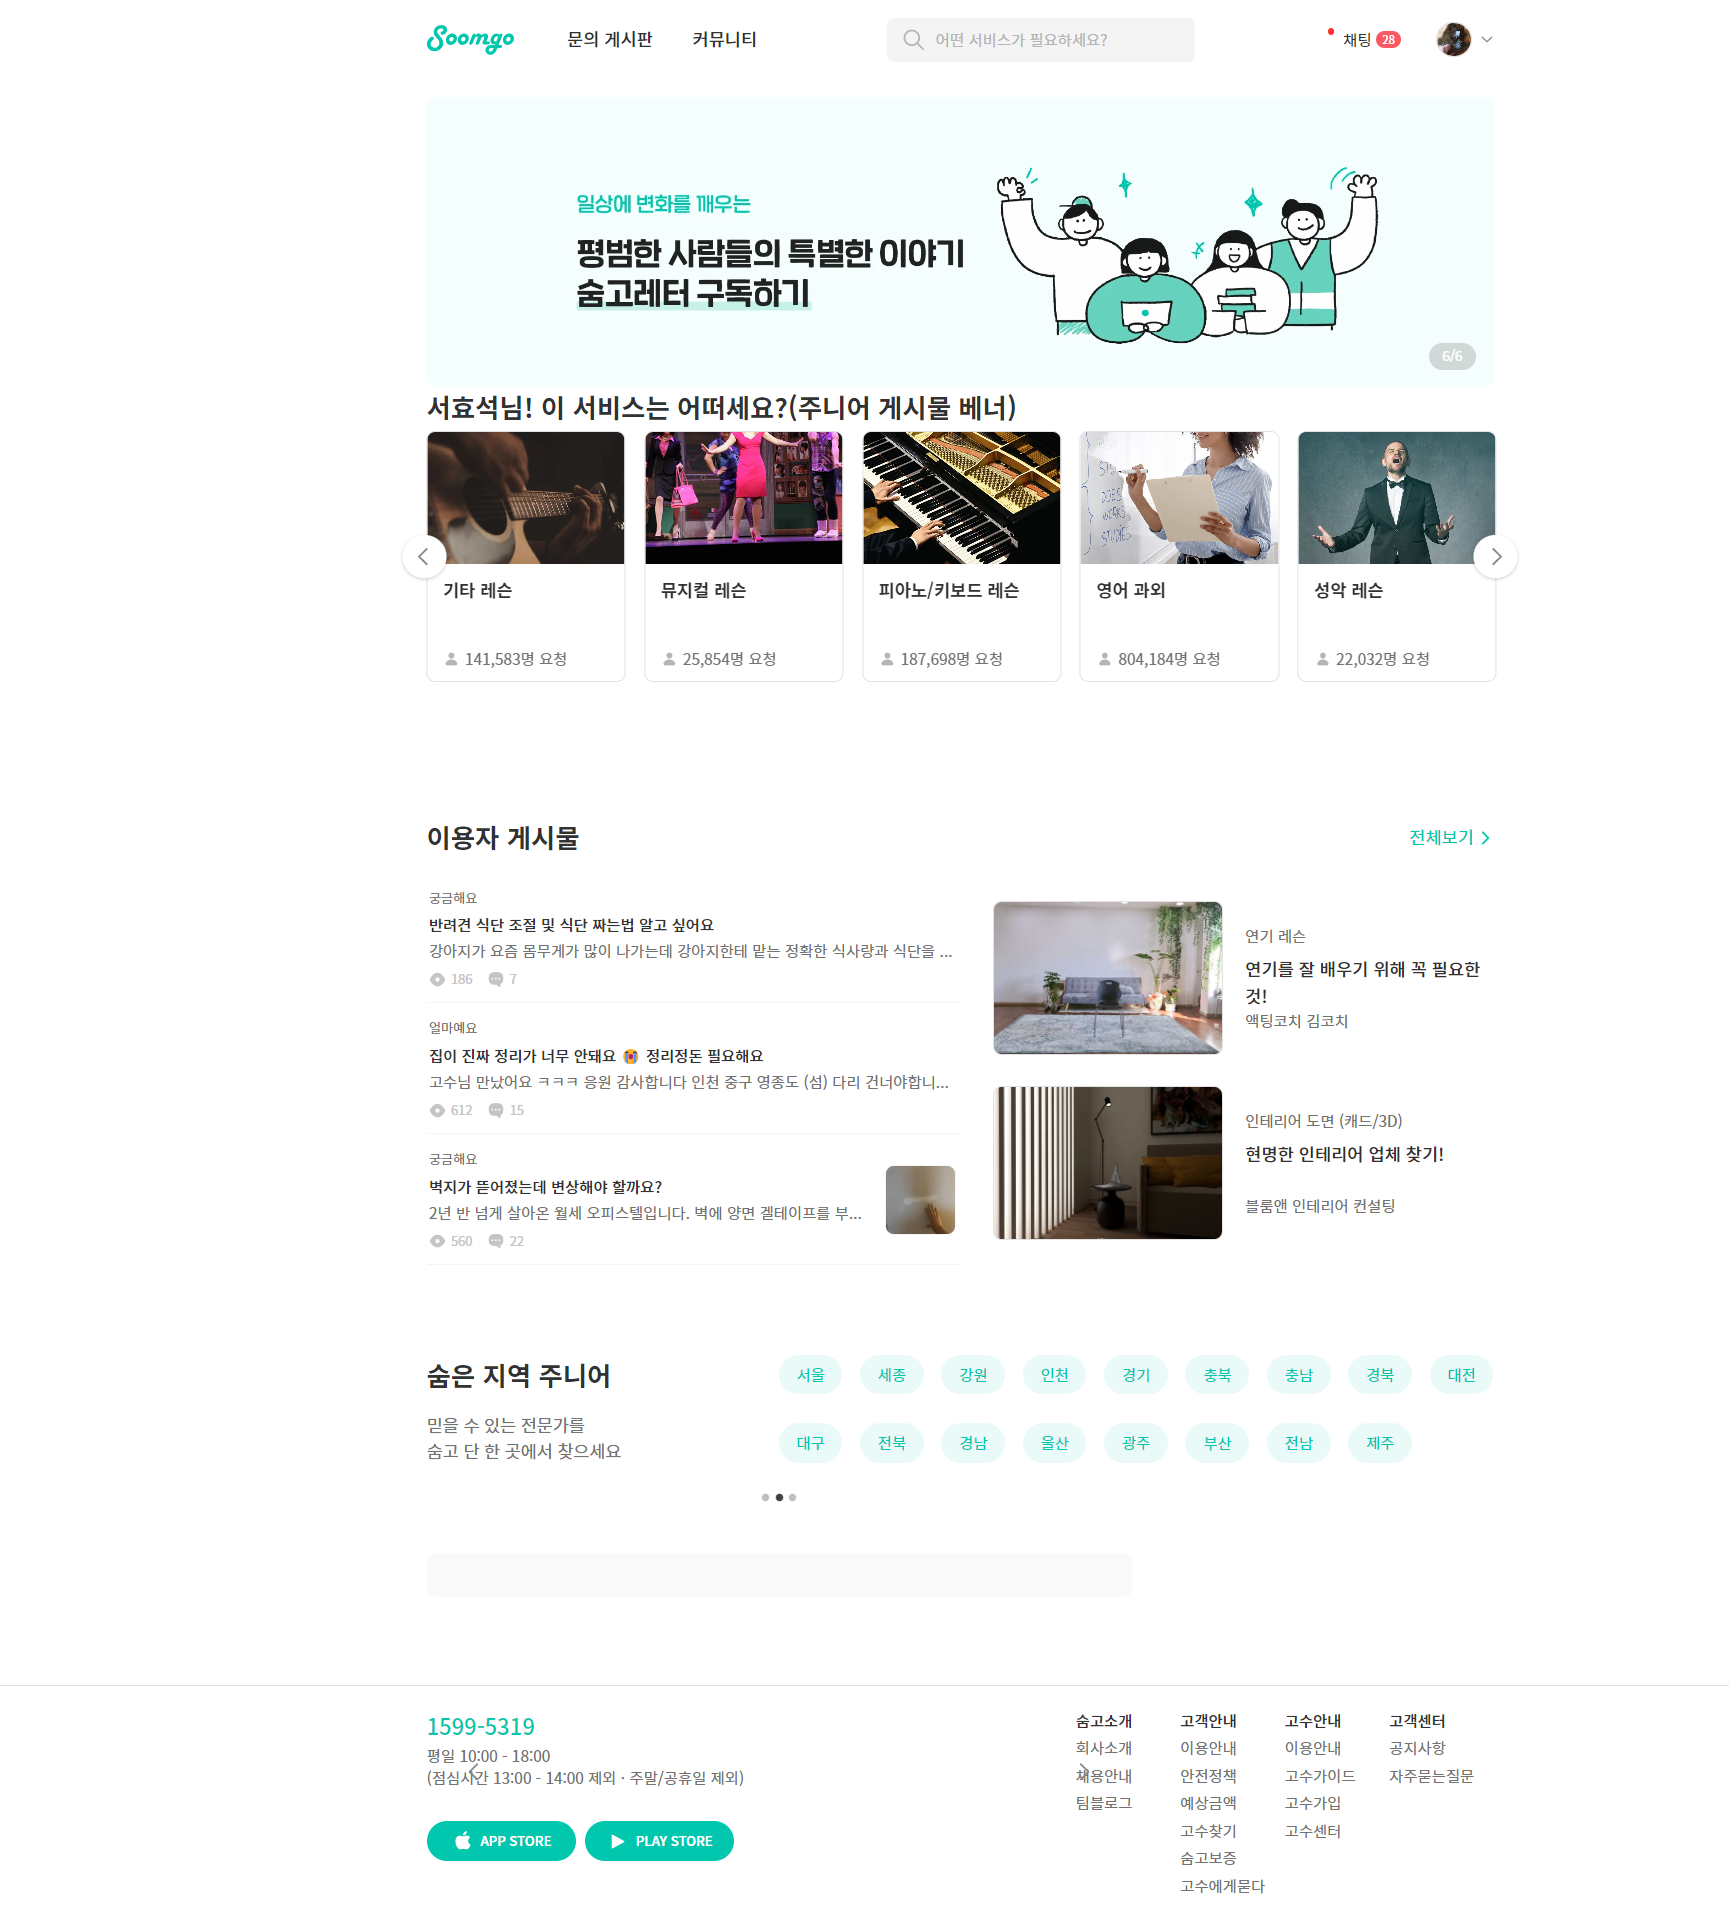 Soomgo
문의 게시판
커뮤니티
어떤 서비스가 필요하세요?
채팅 28
일상에 변화를 깨우는
평범한 사람들의 특별한 이야기
숨고레터 구독하기
6/6
서효석님! 이 서비스는 어떠세요?(주니어 게시물 베너)
기타 레슨
141,583명 요청
뮤지컬 레슨
25,854명 요청
피아노/키보드 레슨
187,698명 요청
영어 과외
804,184명 요청
성악 레슨
22,032명 요청
이용자 게시물
전체보기
궁금해요
반려견 식단 조절 및 식단 짜는법 알고 싶어요
강아지가 요즘 몸무게가 많이 나가는데 강아지한테 맡는 정확한 식사량과 식단을 ...
186 7
얼마예요
집이 진짜 정리가 너무 안돼요 😭 정리정돈 필요해요
고수님 만났어요 ㅋㅋㅋ 응원 감사합니다 인천 중구 영종도 (섬) 다리 건너야합니...
612 15
궁금해요
벽지가 뜯어졌는데 변상해야 할까요?
2년 반 넘게 살아온 월세 오피스텔입니다. 벽에 양면 겔테이프를 부...
560 22
연기 레슨
연기를 잘 배우기 위해 꼭 필요한
것!
액팅코치 김코치
인테리어 도면 (캐드/3D)
현명한 인테리어 업체 찾기!
블룸앤 인테리어 컨설팅
숨은 지역 주니어
믿을 수 있는 전문가를
숨고 단 한 곳에서 찾으세요
서울 세종 강원 인천 경기 충북 충남 경북 대전
대구 전북 경남 울산 광주 부산 전남 제주
1599-5319
평일 10:00 - 18:00
(점심시간 13:00 - 14:00 제외 · 주말/공휴일 제외)
APP STORE
PLAY STORE
숨고소개
회사소개
채용안내
팀블로그
고객안내
이용안내
안전정책
예상금액
고수찾기
숨고보증
고수에게묻다
고수안내
이용안내
고수가이드
고수가입
고수센터
고객센터
공지사항
자주묻는질문